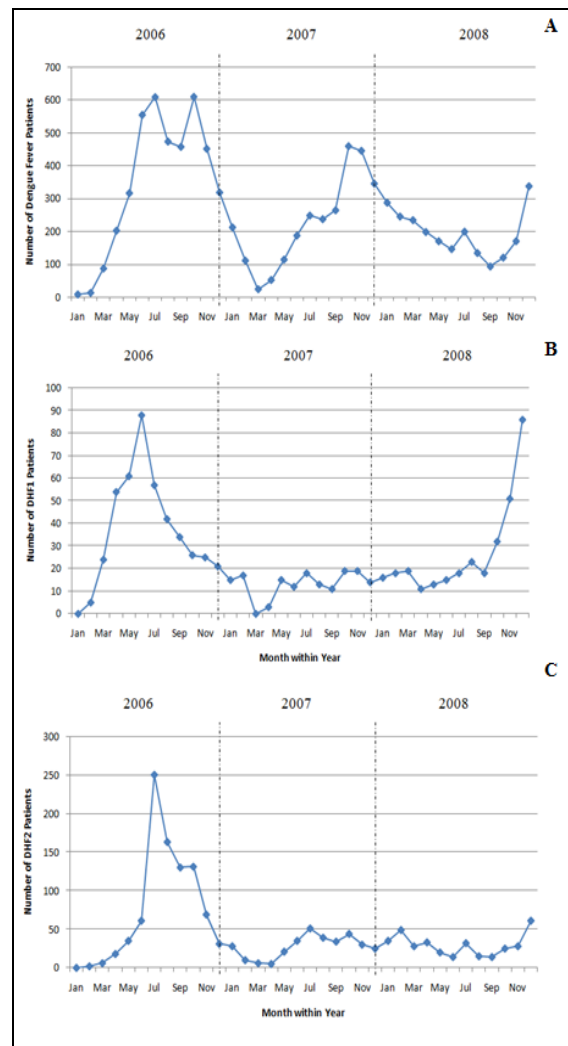 A
2006 2007 2008
Number of Dengue Fever Patients
700
600
500
400
300
200
100
0
Jan Mar May Jul Sep Nov Jan Mar May Jul Sep Nov Jan Mar May Jul Sep Nov
B
2006 2007 2008
Number of DHF1 Patients
100
90
80
70
60
50
40
30
20
10
0
Jan Mar May Jul Sep Nov Jan Mar May Jul Sep Nov Jan Mar May Jul Sep Nov
Month within Year
C
2006 2007 2008
Number of DHF2 Patients
300
250
200
150
100
50
0
Jan Mar May Jul Sep Nov Jan Mar May Jul Sep Nov Jan Mar May Jul Sep Nov
Month within Year